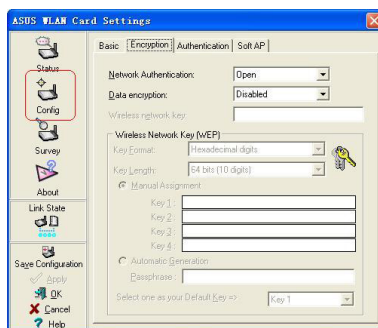 ASUS WLAN Card Settings
Status
Config
Survey
About
Link State
Save Configuration
Apply
OK
Cancel
Help
Basic Encryption Authentication Soft AP
Network Authentication: Open
Data encryption: Disabled
Wireless network key:
Wireless Network Key (WEP)
Key Format: Hexadecimal digits
Key Length: 64 bits (10 digits)
Manual Assignment
Key 1 :
Key 2 :
Key 3 :
Key 4 :
Automatic Generation
Passphrase :
Select one as your Default Key => Key 1